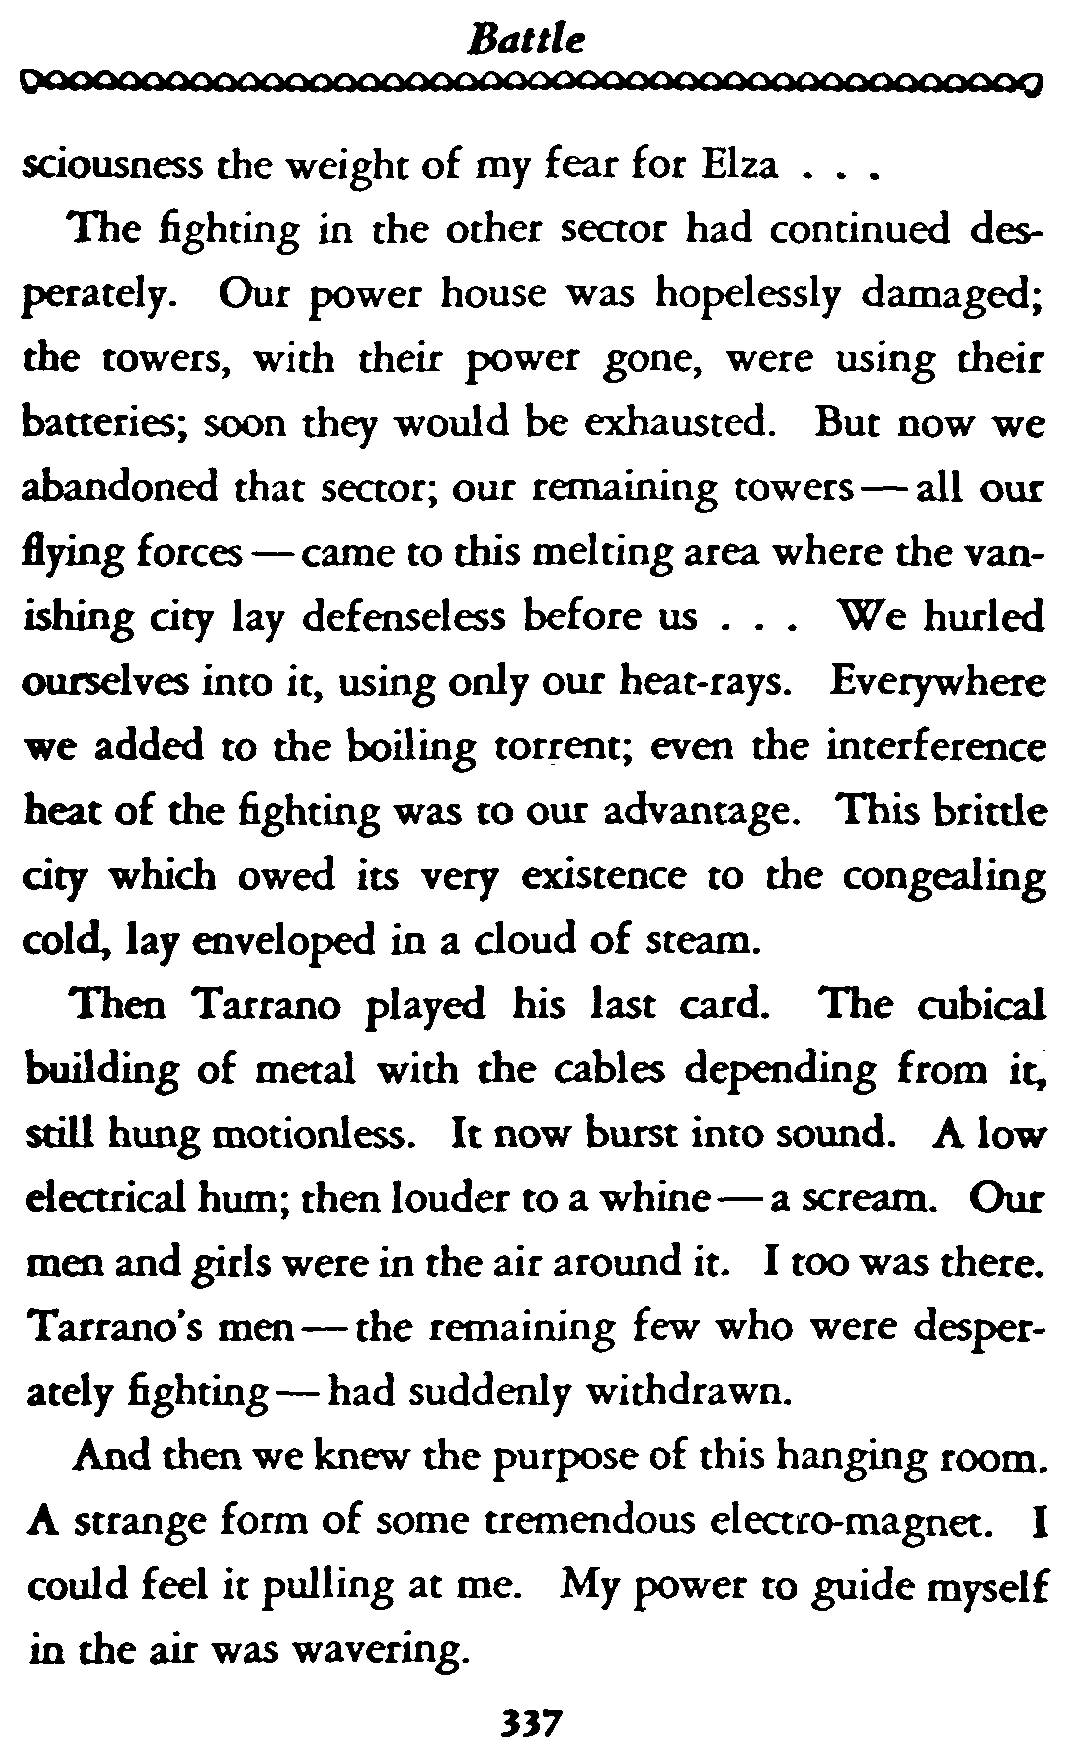 Battle
sciousness the weight of my fear for Elza . . .
The fighting in the other sector had continued des-
perately. Our power house was hopelessly damaged;
the towers, with their power gone, were using their
batteries; soon they would be exhausted. But now we
abandoned that sector; our remaining towers — all our
flying forces — came to this melting area where the van-
ishing city lay defenseless before us . . . We hurled
ourselves into it, using only our heat-rays. Everywhere
we added to the boiling torrent; even the interference
heat of the fighting was to our advantage. This brittle
city which owed its very existence to the congealing
cold, lay enveloped in a cloud of steam.
Then Tarrano played his last card. The cubical
building of metal with the cables depending from it,
still hung motionless. It now burst into sound. A low
electrical hum; then louder to a whine — a scream. Our
men and girls were in the air around it. I too was there.
Tarrano's men — the remaining few who were desper-
ately fighting — had suddenly withdrawn.
And then we knew the purpose of this hanging room.
A strange form of some tremendous electro-magnet. I
could feel it pulling at me. My power to guide myself
in the air was wavering.
337